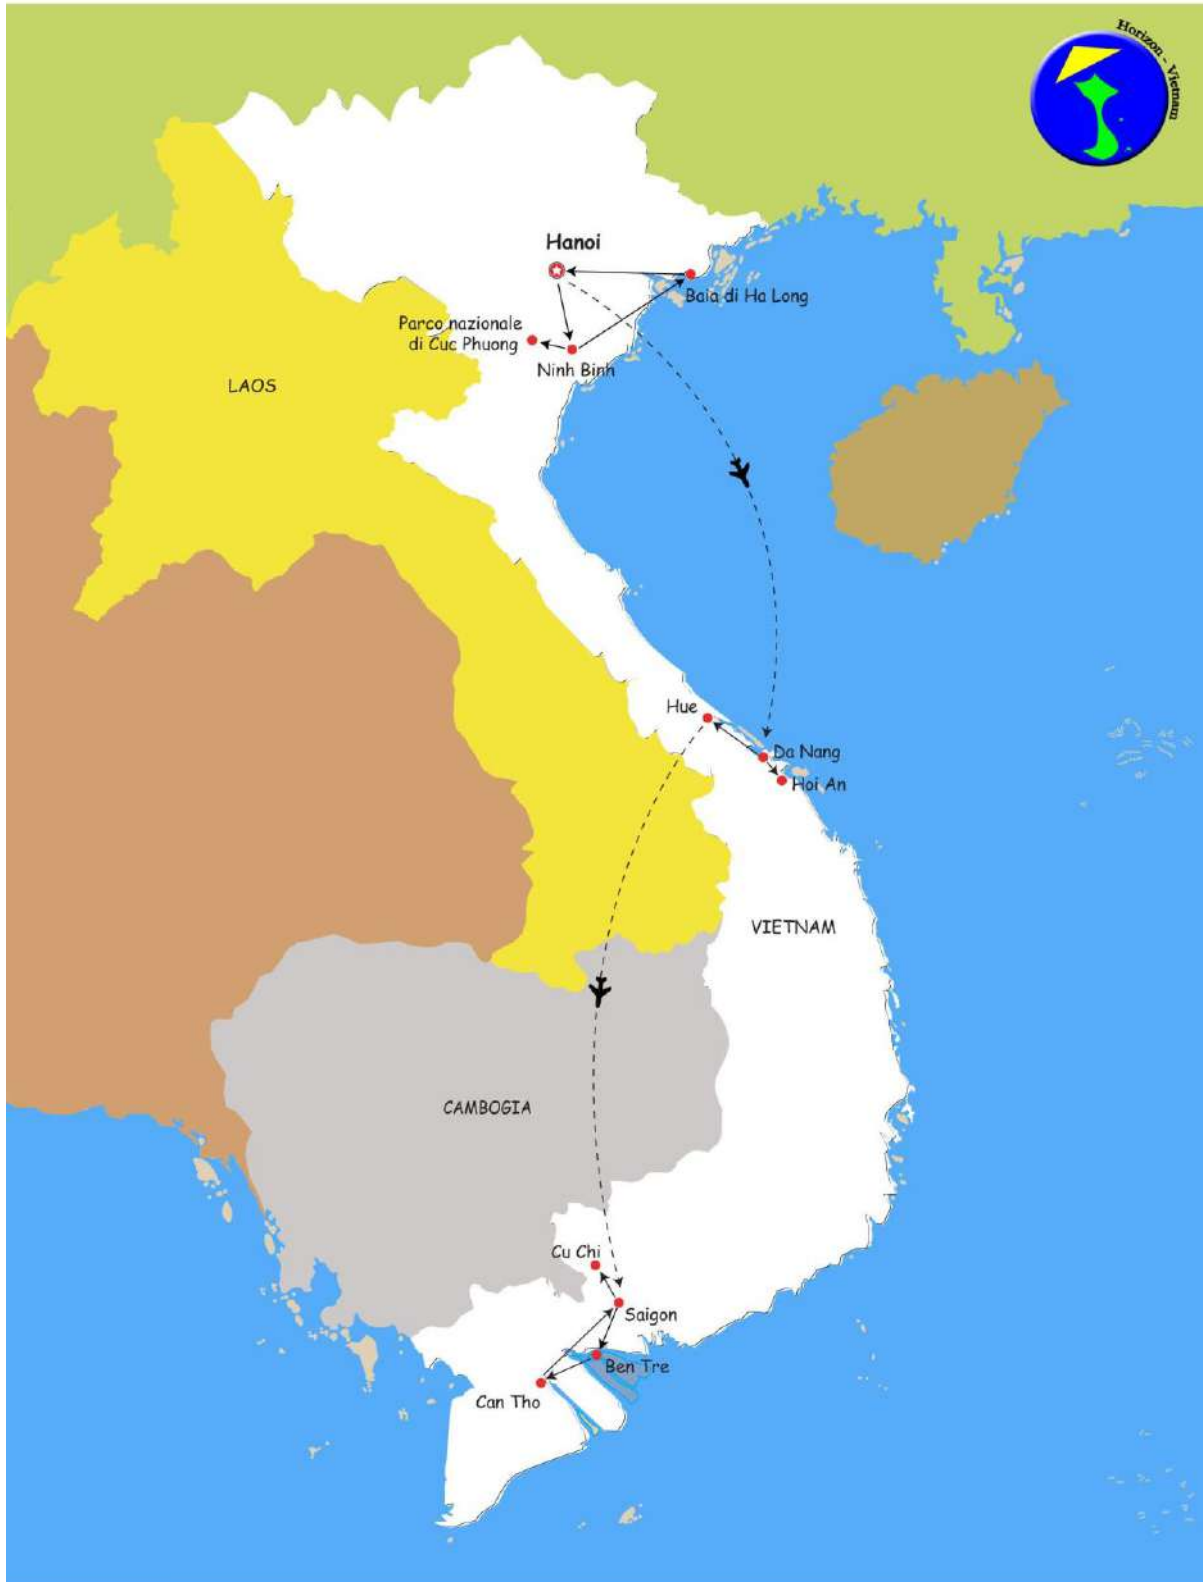 Horizon - Vietnam
Hanoi
Baia di Ha Long
Parco nazionale
di Cuc Phuong
Ninh Binh
LAOS
Hue
Da Nang
Hoi An
VIETNAM
CAMBOGIA
Cu Chi
Saigon
Ben Tre
Can Tho